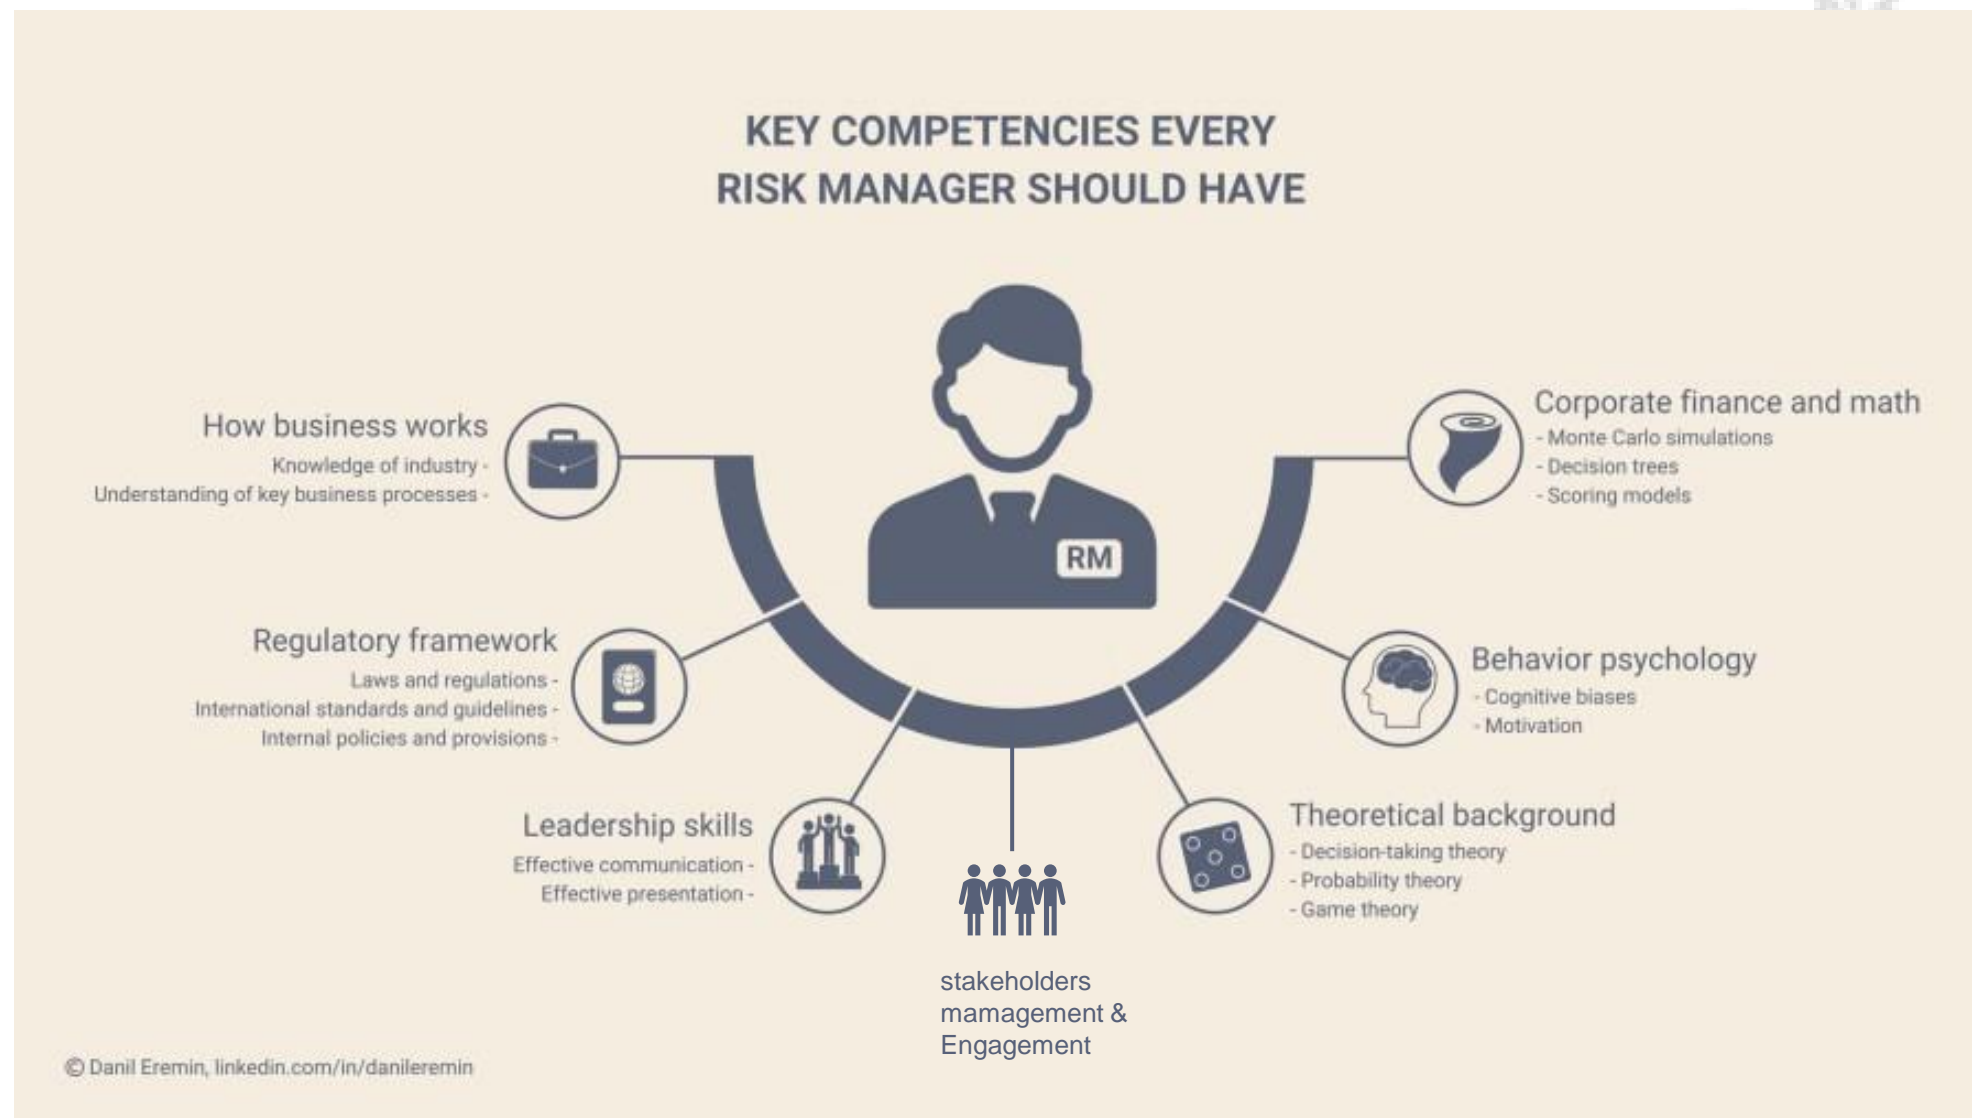 KEY COMPETENCIES EVERY
RISK MANAGER SHOULD HAVE
RM
How business works
Knowledge of industry -
Understanding of key business processes -
Regulatory framework
Laws and regulations -
International standards and guidelines -
Internal policies and provisions -
Leadership skills
Effective communication -
Effective presentation -
stakeholders
mamagement &
Engagement
Corporate finance and math
- Monte Carlo simulations
- Decision trees
- Scoring models
Behavior psychology
- Cognitive biases
- Motivation
Theoretical background
- Decision-taking theory
- Probability theory
- Game theory
© Danil Eremin, linkedin.com/in/danileremin